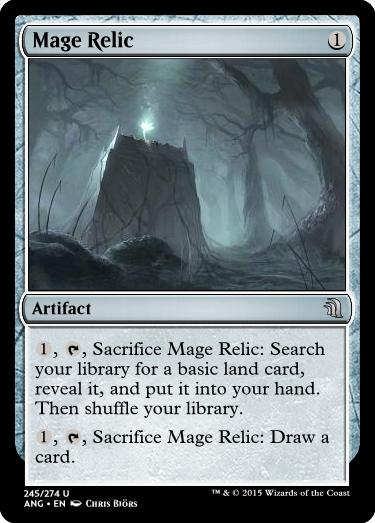 Mage Relic 1
Artifact
1, T, Sacrifice Mage Relic: Search
your library for a basic land card,
reveal it, and put it into your hand.
Then shuffle your library.
1, T, Sacrifice Mage Relic: Draw a
card.
245/274 U
ANG • EN Chris Björs
™ & © 2015 Wizards of the Coast